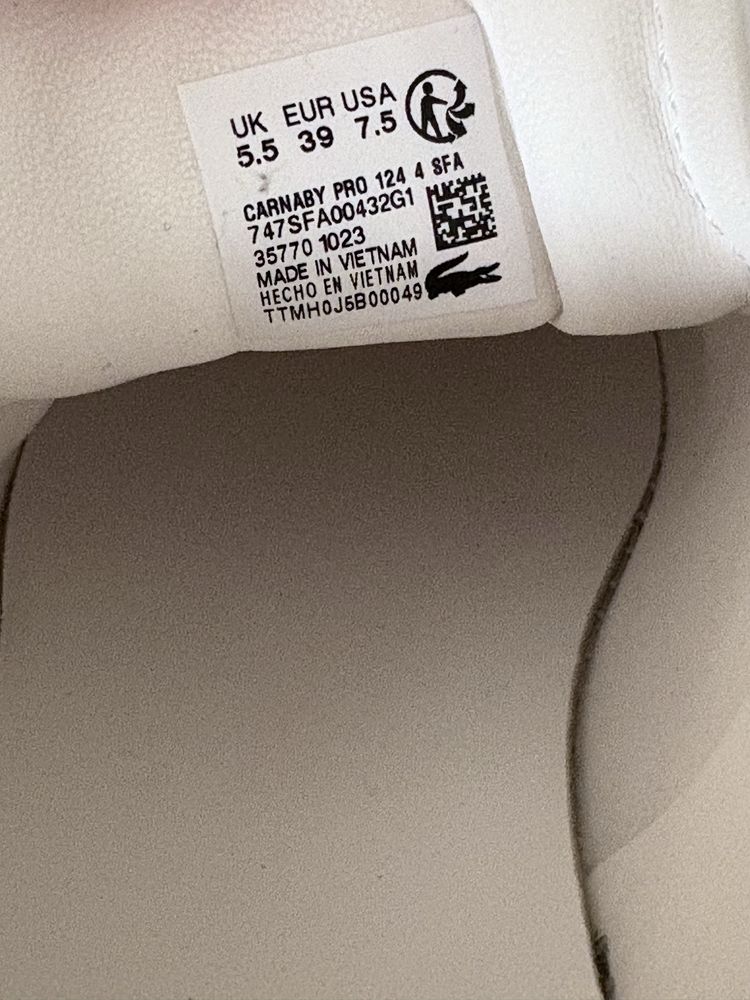 UK EUR USA
5.5 39 7.5
CARNABY PRO 124 4 SFA
747SFA00432G1
35770 1023
MADE IN VIETNAM
HECHO EN VIETNAM
TTMH0J5B00049